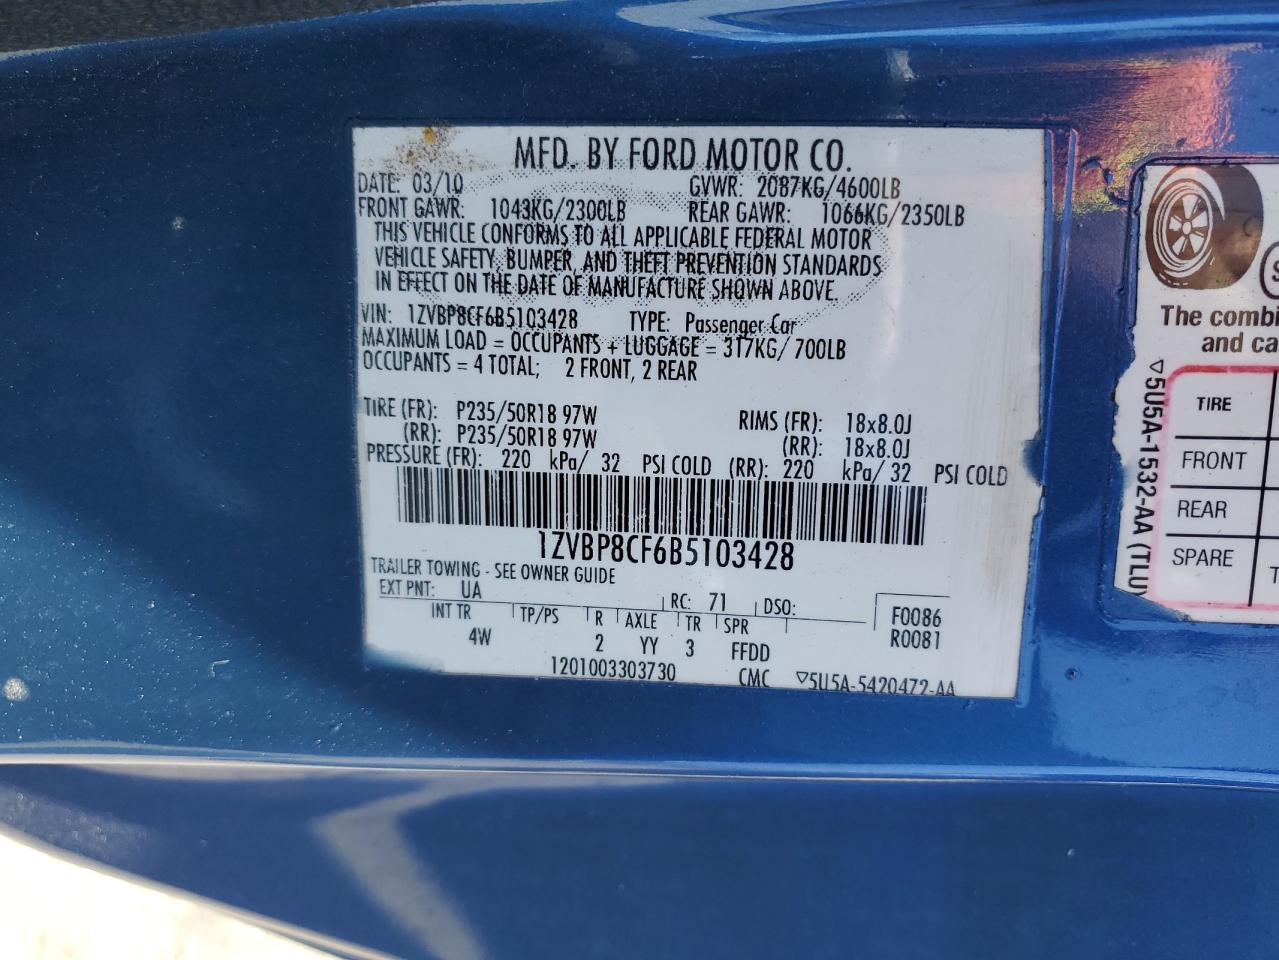 MFD. BY FORD MOTOR CO.
DATE: 03/10 GVWR: 2087KG/4600LB
FRONT GAWR: 1043KG/2300LB REAR GAWR: 1066KG/2350LB
THIS VEHICLE CONFORMS TO ALL APPLICABLE FEDERAL MOTOR
VEHICLE SAFETY, BUMPER, AND THEFT PREVENTION STANDARDS
IN EFFECT ON THE DATE OF MANUFACTURE SHOWN ABOVE.
VIN: 1ZVBP8CF6B5103428 TYPE: Passenger Car
MAXIMUM LOAD = OCCUPANTS + LUGGAGE = 317KG/ 700LB
OCCUPANTS = 4 TOTAL; 2 FRONT, 2 REAR
TIRE (FR): P235/50R18 97W RIMS (FR): 18x8.0J
(RR): P235/50R18 97W (RR): 18x8.0J
PRESSURE (FR): 220 kPa/ 32 PSI COLD (RR): 220 kPa/ 32 PSI COLD
1ZVBP8CF6B5103428
TRAILER TOWING - SEE OWNER GUIDE
EXT PNT: UA RC: 71 DSO:
INT TR TP/PS R AXLE TR SPR F0086
4W 2 YY 3 FFDD R0081
1201003303730 CMC ▽5U5A-5420472-AA
The combi
and ca
▽5U5A-1532-AA (TLU)
TIRE
FRONT
REAR
SPARE